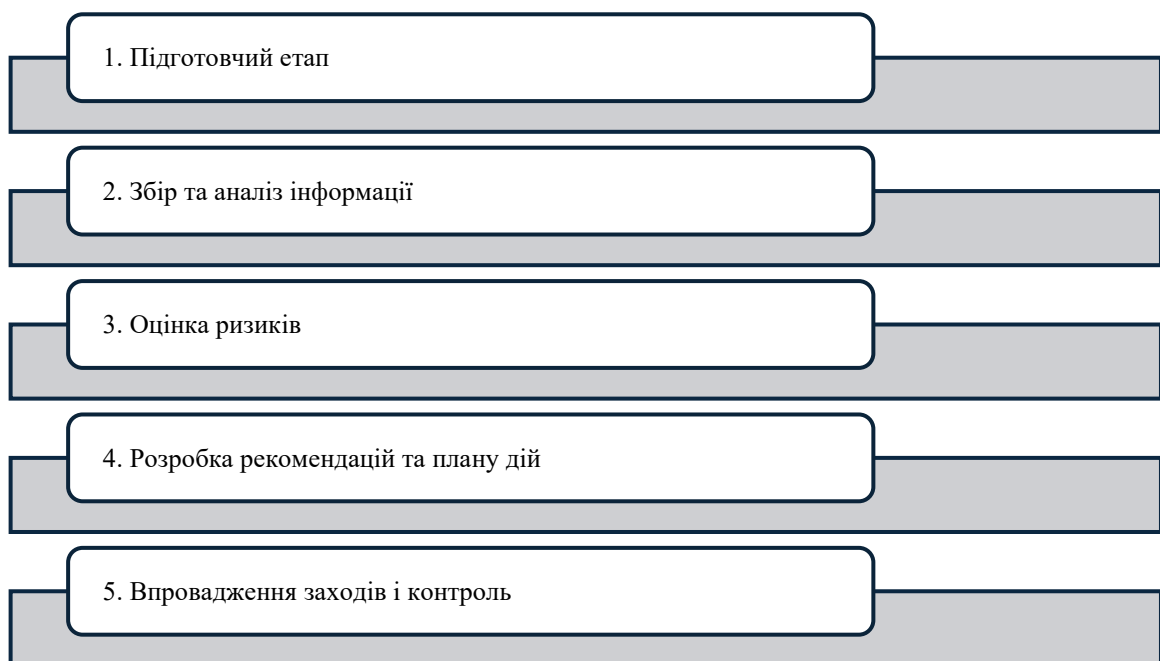 1. Підготовчий етап
2. Збір та аналіз інформації
3. Оцінка ризиків
4. Розробка рекомендацій та плану дій
5. Впровадження заходів і контроль